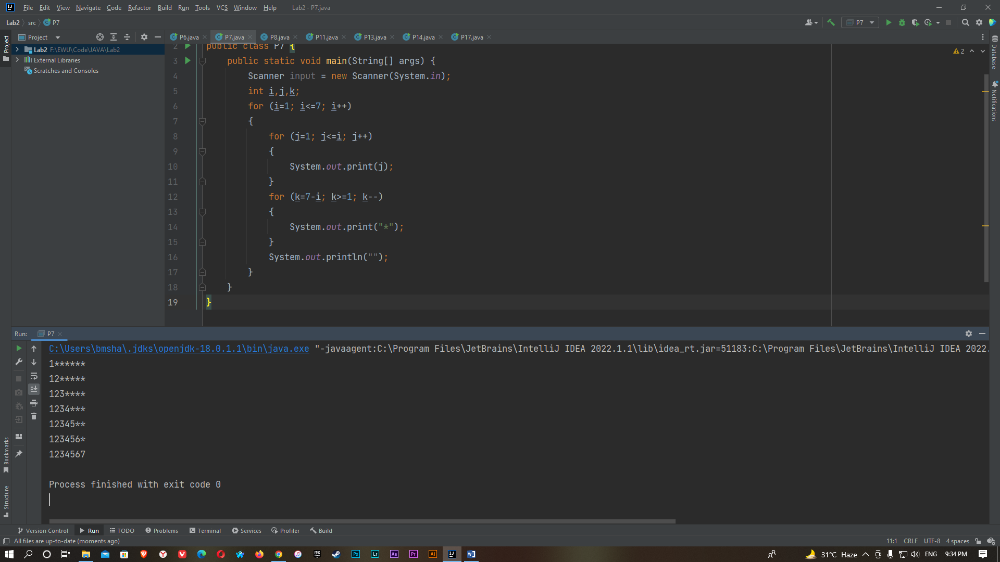 File Edit View Navigate Code Refactor Build Run Tools VCS Window Help Lab2 - P7.java
Lab2 src P7 P7
Project P6.java P7.java P8.java P11.java P13.java P14.java P17.java
Project
Lab2 F:\EWU\Code\JAVA\Lab2
External Libraries
Scratches and Consoles
2 public class P7 {
3 public static void main(String[] args) {
4 Scanner input = new Scanner(System.in);
5 int i,j,k;
6 for (i=1; i<=7; i++)
7 {
8 for (j=1; j<=i; j++)
9 {
10 System.out.print(j);
11 }
12 for (k=7-i; k>=1; k--)
13 {
14 System.out.print("*");
15 }
16 System.out.println("");
17 }
18 }
19 }
2
Database
Notifications
Run: P7
C:\Users\bmsha\.jdks\openjdk-18.0.1.1\bin\java.exe "-javaagent:C:\Program Files\JetBrains\IntelliJ IDEA 2022.1.1\lib\idea_rt.jar=51183:C:\Program Files\JetBrains\IntelliJ IDEA 2022.
1******
12*****
123****
1234***
12345**
123456*
1234567
Process finished with exit code 0
Bookmarks
Structure
Version Control Run TODO Problems Terminal Services Profiler Build
All files are up-to-date (moments ago) 11:1 CRLF UTF-8 4 spaces
EPIC Ps Lr Ae Pr Ai IJ W 31°C Haze ENG 9:34 PM